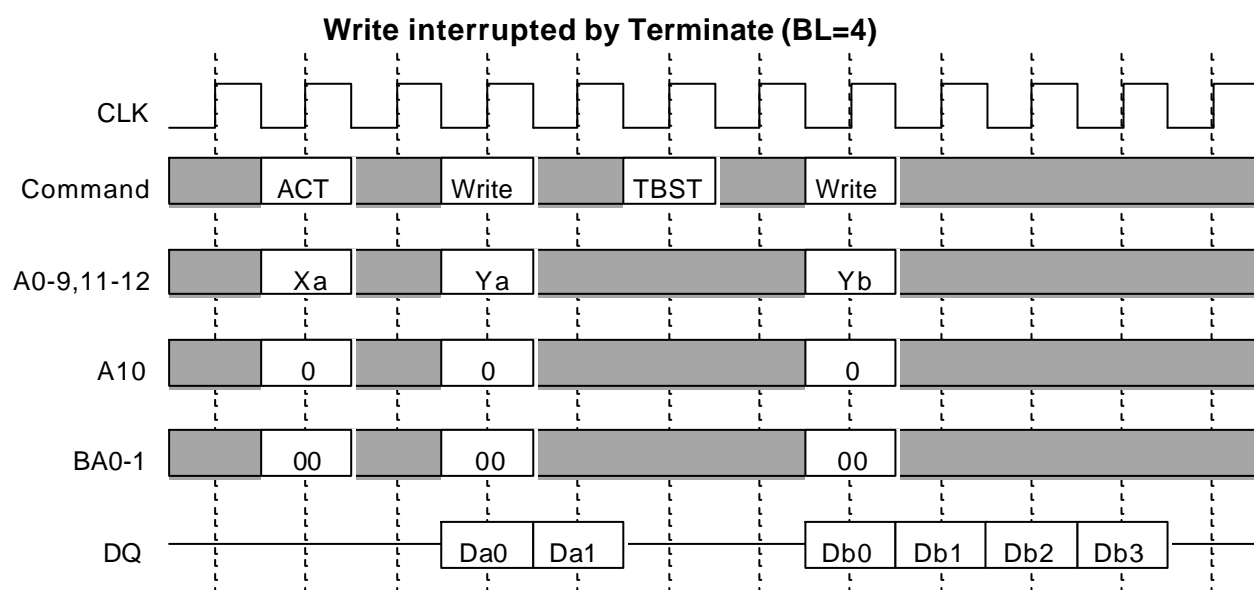 Write interrupted by Terminate (BL=4)
CLK
Command ACT Write TBST Write
A0-9,11-12 Xa Ya Yb
A10 0 0 0
BA0-1 00 00 00
DQ Da0 Da1 Db0 Db1 Db2 Db3